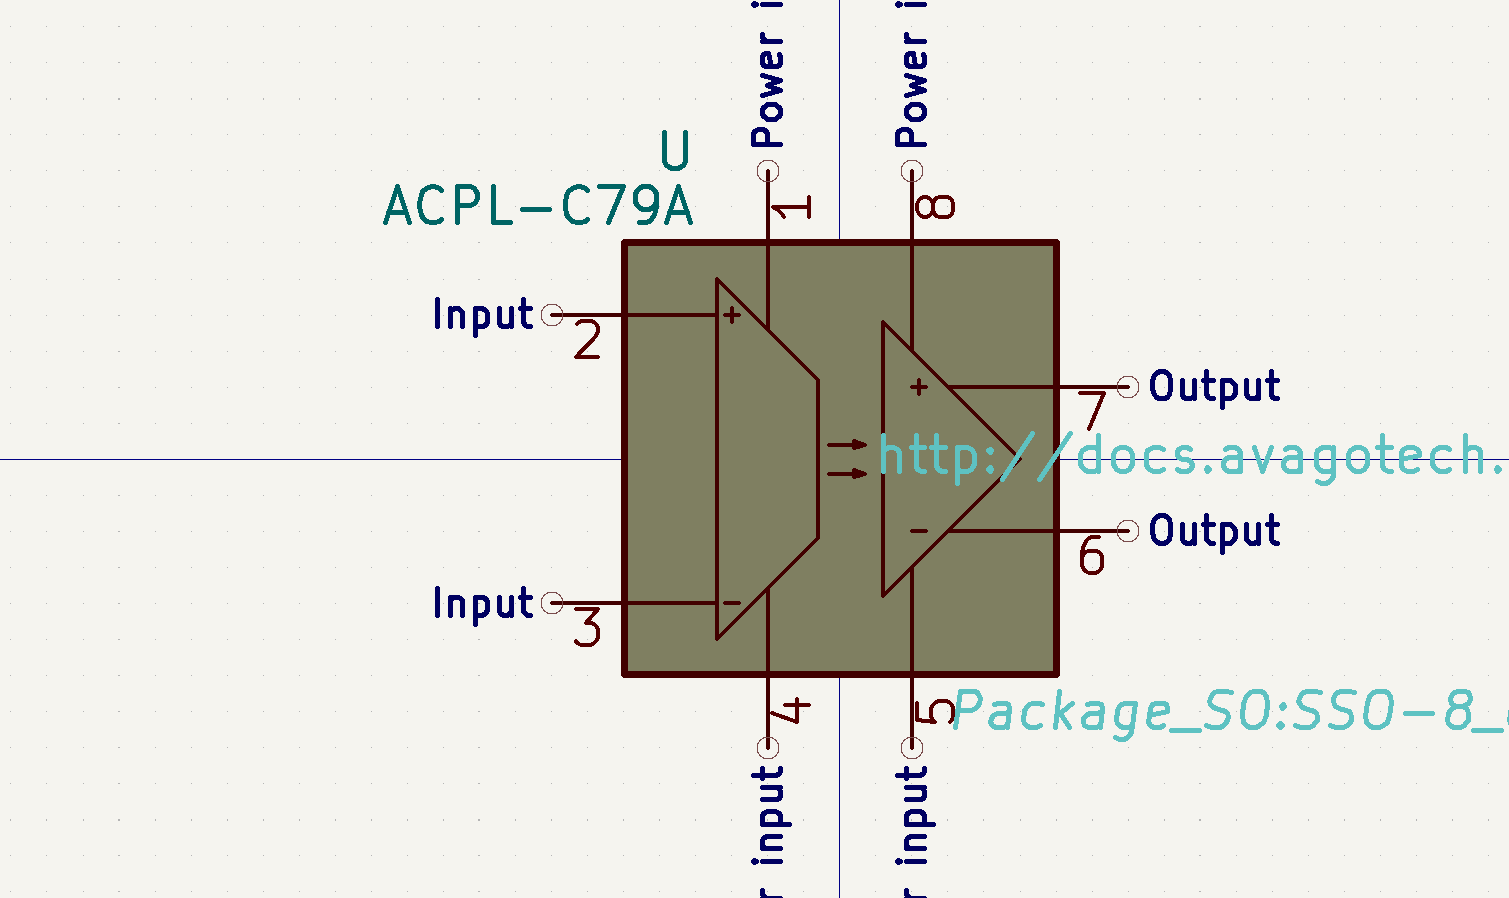 Power i
Power i
U
ACPL-C79A
1
8
Input
2
+
+
Output
7
http://docs.avagotech.
Output
6
-
Input
3
-
4
5
Package_SO:SSO-8_
r input
r input